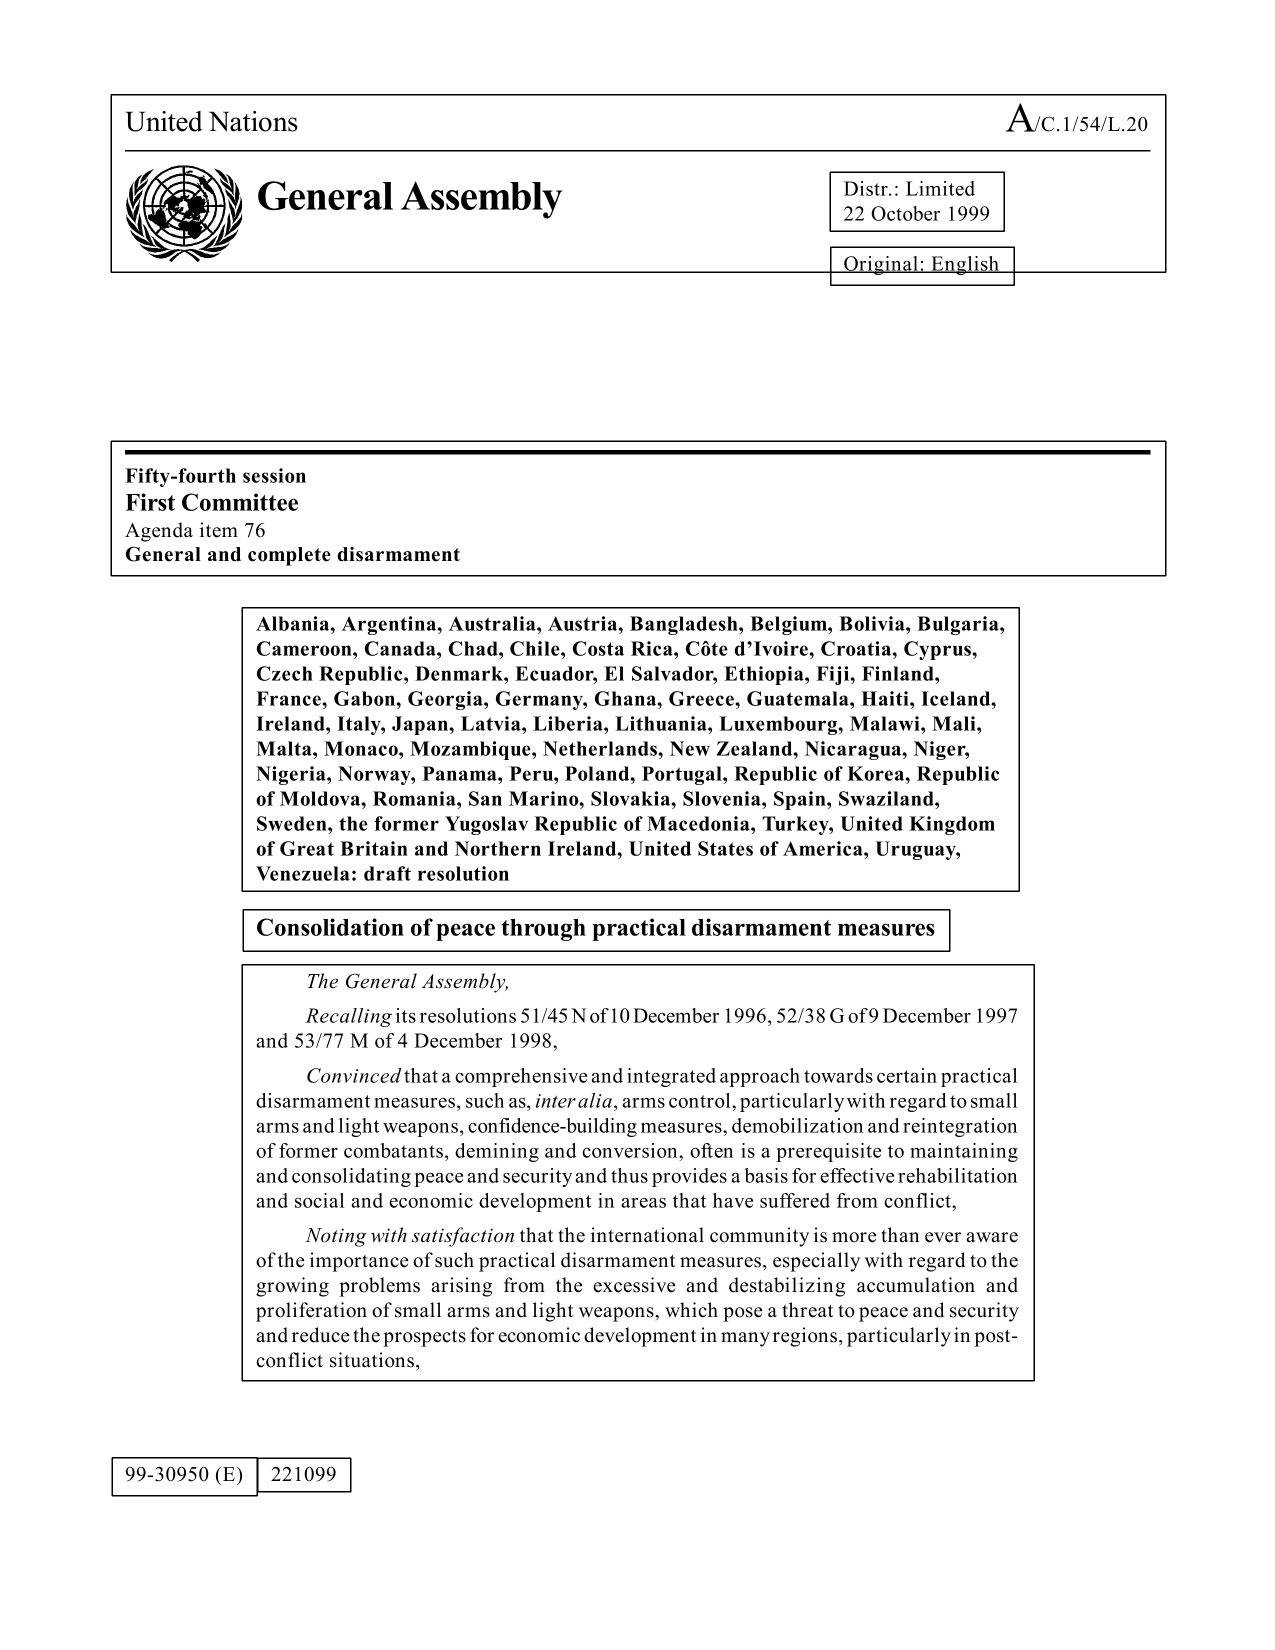 United Nations
A/C.1/54/L.20
General Assembly
Distr.: Limited
22 October 1999
Original: English
Fifty-fourth session
First Committee
Agenda item 76
General and complete disarmament
Albania, Argentina, Australia, Austria, Bangladesh, Belgium, Bolivia, Bulgaria,
Cameroon, Canada, Chad, Chile, Costa Rica, Côte d’Ivoire, Croatia, Cyprus,
Czech Republic, Denmark, Ecuador, El Salvador, Ethiopia, Fiji, Finland,
France, Gabon, Georgia, Germany, Ghana, Greece, Guatemala, Haiti, Iceland,
Ireland, Italy, Japan, Latvia, Liberia, Lithuania, Luxembourg, Malawi, Mali,
Malta, Monaco, Mozambique, Netherlands, New Zealand, Nicaragua, Niger,
Nigeria, Norway, Panama, Peru, Poland, Portugal, Republic of Korea, Republic
of Moldova, Romania, San Marino, Slovakia, Slovenia, Spain, Swaziland,
Sweden, the former Yugoslav Republic of Macedonia, Turkey, United Kingdom
of Great Britain and Northern Ireland, United States of America, Uruguay,
Venezuela: draft resolution
Consolidation of peace through practical disarmament measures
The General Assembly,
Recalling its resolutions 51/45 N of 10 December 1996, 52/38 G of 9 December 1997
and 53/77 M of 4 December 1998,
Convinced that a comprehensive and integrated approach towards certain practical
disarmament measures, such as, inter alia, arms control, particularly with regard to small
arms and light weapons, confidence-building measures, demobilization and reintegration
of former combatants, demining and conversion, often is a prerequisite to maintaining
and consolidating peace and security and thus provides a basis for effective rehabilitation
and social and economic development in areas that have suffered from conflict,
Noting with satisfaction that the international community is more than ever aware
of the importance of such practical disarmament measures, especially with regard to the
growing problems arising from the excessive and destabilizing accumulation and
proliferation of small arms and light weapons, which pose a threat to peace and security
and reduce the prospects for economic development in many regions, particularly in post-
conflict situations,
99-30950 (E) 221099